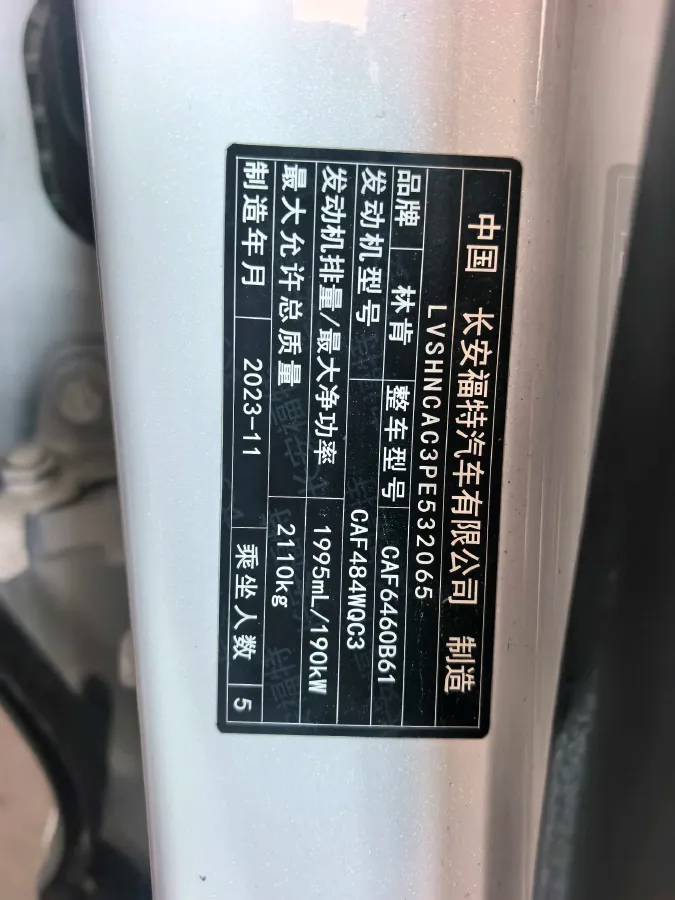 中国 长安福特汽车有限公司 制造
LVSHNCAC3PE532065
品牌 林肯 整车型号 CAF6460B61
发动机型号 CAF484WQC3
发动机排量/最大净功率 1995mL/190kW
最大允许总质量 2110kg
制造年月 2023-11 乘坐人数 5